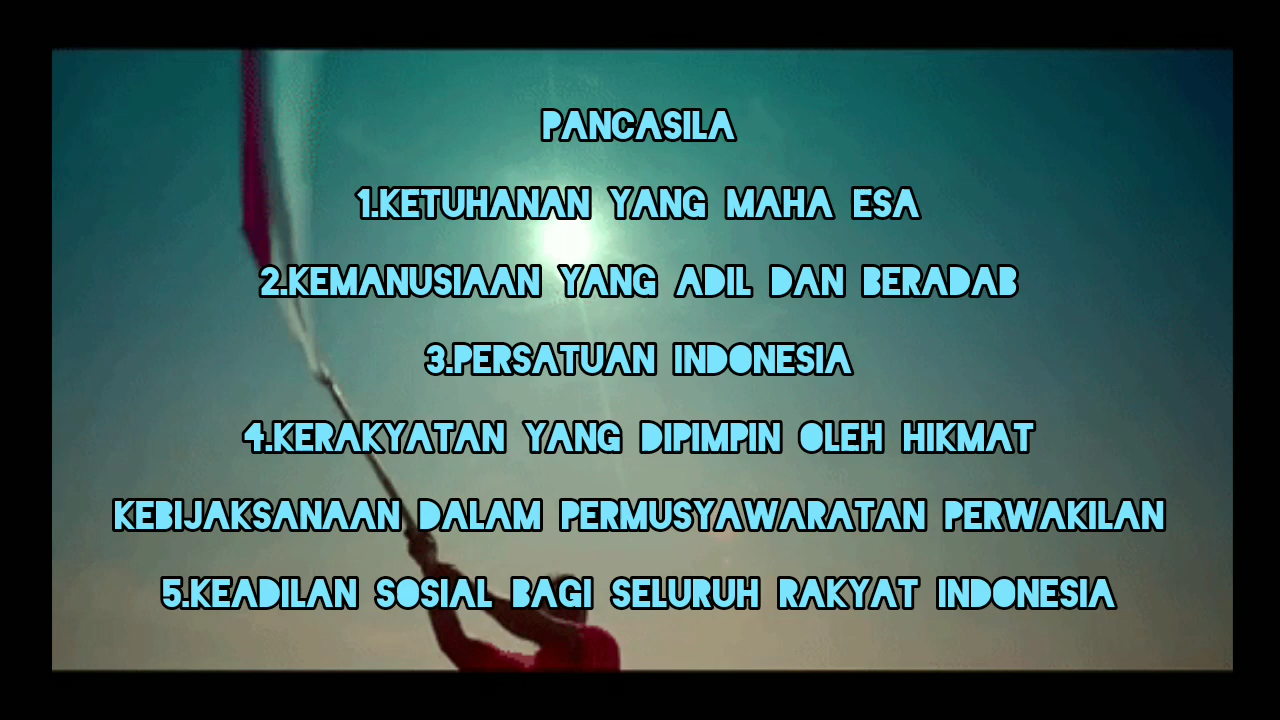 PANCASILA
1.KETUHANAN YANG MAHA ESA
2.KEMANUSIAAN YANG ADIL DAN BERADAB
3.PERSATUAN INDONESIA
4.KERAKYATAN YANG DIPIMPIN OLEH HIKMAT
KEBIJAKSANAAN DALAM PERMUSYAWARATAN PERWAKILAN
5.KEADILAN SOSIAL BAGI SELURUH RAKYAT INDONESIA